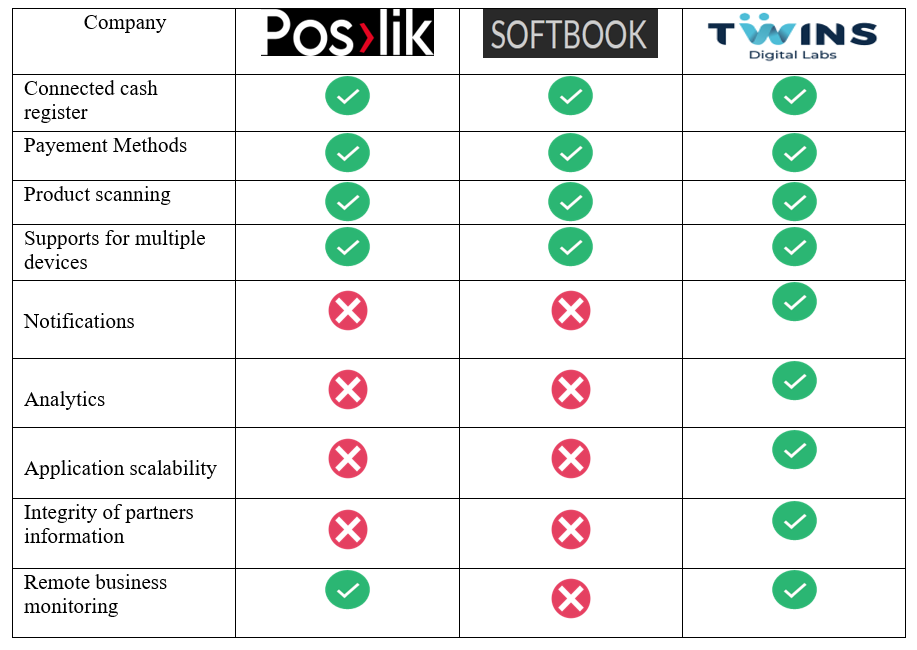 Company
Pos›lik
SOFTBOOK
TWINS
Digital Labs
Connected cash
register
Payement Methods
Product scanning
Supports for multiple
devices
Notifications
Analytics
Application scalability
Integrity of partners
information
Remote business
monitoring